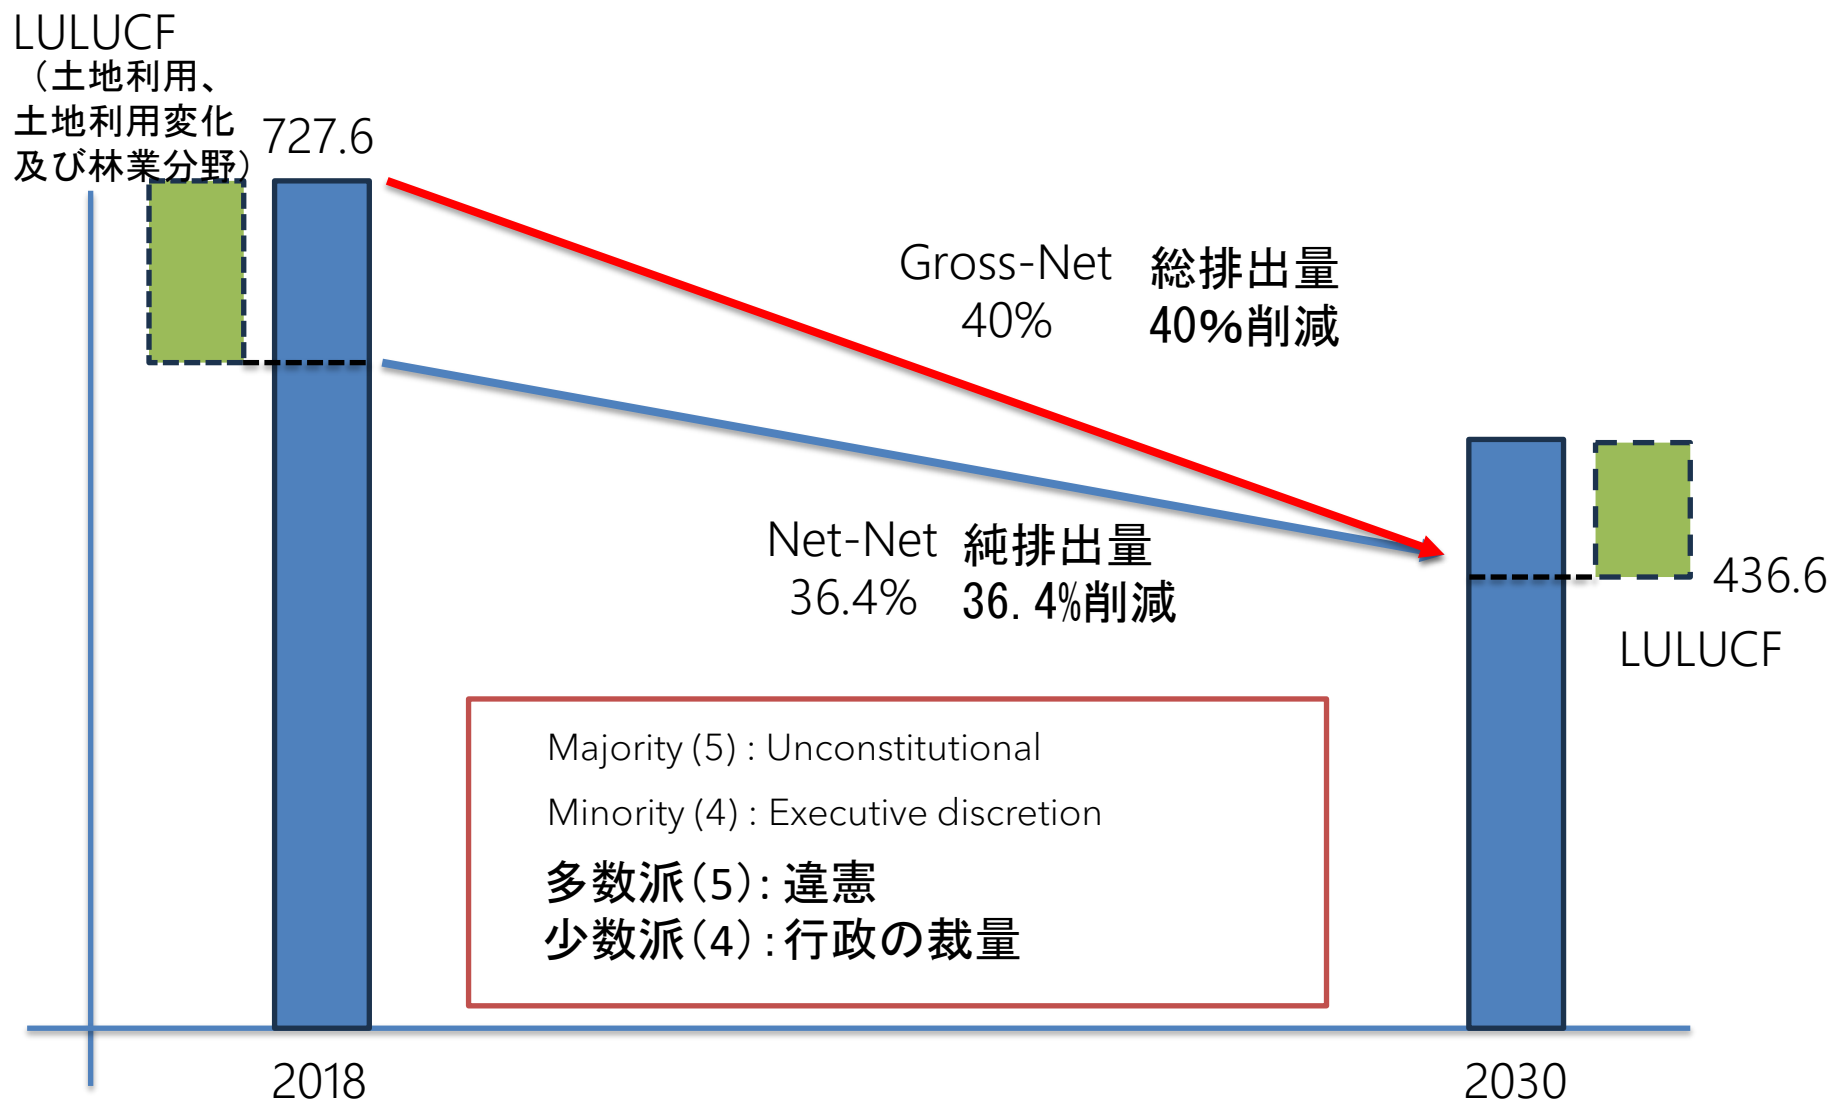 LULUCF
（土地利用、
土地利用変化
及び林業分野）
727.6
Gross-Net
40%
総排出量
40%削減
Net-Net
36.4%
純排出量
36.4%削減
436.6
LULUCF
Majority (5) : Unconstitutional
Minority (4) : Executive discretion
多数派（5）：違憲
少数派（4）：行政の裁量
2018
2030